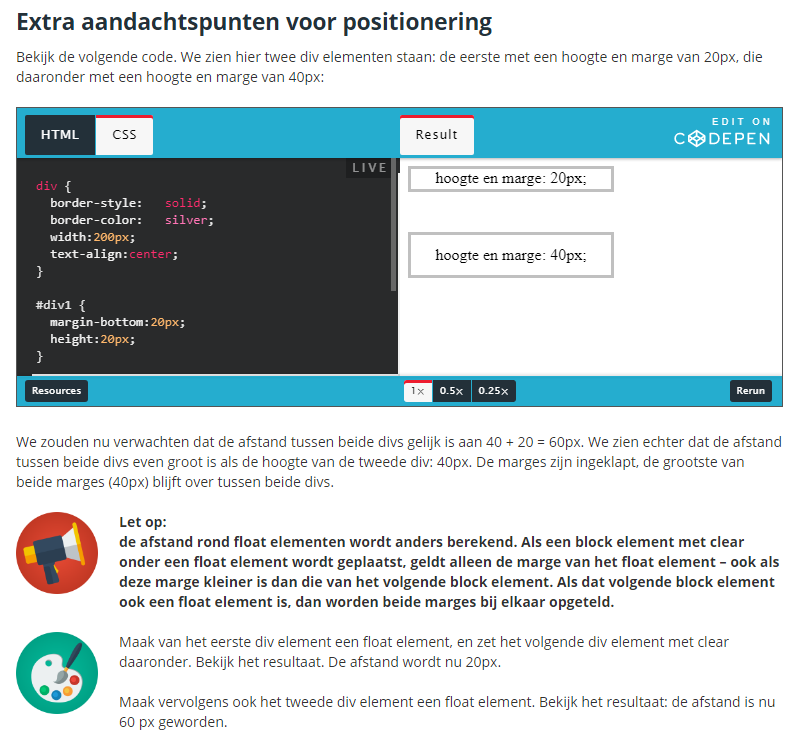 Extra aandachtspunten voor positionering
Bekijk de volgende code. We zien hier twee div elementen staan: de eerste met een hoogte en marge van 20px, die
daaronder met een hoogte en marge van 40px:
HTML CSS Result EDIT ON
CODEPEN
LIVE
div {
border-style: solid;
border-color: silver;
width:200px;
text-align:center;
}
#div1 {
margin-bottom:20px;
height:20px;
}
hoogte en marge: 20px;
hoogte en marge: 40px;
Resources 1x 0.5x 0.25x Rerun
We zouden nu verwachten dat de afstand tussen beide divs gelijk is aan 40 + 20 = 60px. We zien echter dat de afstand
tussen beide divs even groot is als de hoogte van de tweede div: 40px. De marges zijn ingeklapt, de grootste van
beide marges (40px) blijft over tussen beide divs.
Let op:
de afstand rond float elementen wordt anders berekend. Als een block element met clear
onder een float element wordt geplaatst, geldt alleen de marge van het float element – ook als
deze marge kleiner is dan die van het volgende block element. Als dat volgende block element
ook een float element is, dan worden beide marges bij elkaar opgeteld.
Maak van het eerste div element een float element, en zet het volgende div element met clear
daaronder. Bekijk het resultaat. De afstand wordt nu 20px.
Maak vervolgens ook het tweede div element een float element. Bekijk het resultaat: de afstand is nu
60 px geworden.